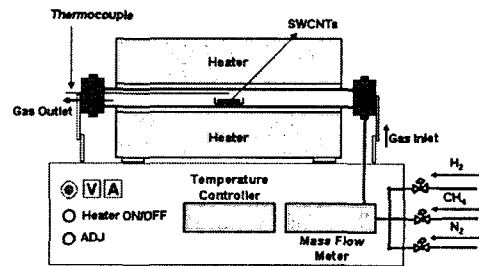 Thermocouple
SWCNTs
Heater
Gas Outlet
Heater
Gas Inlet
H2
Temperature
Controller
V A
CH4
Heater ON/OFF
N2
ADJ
Mass Flow
Meter